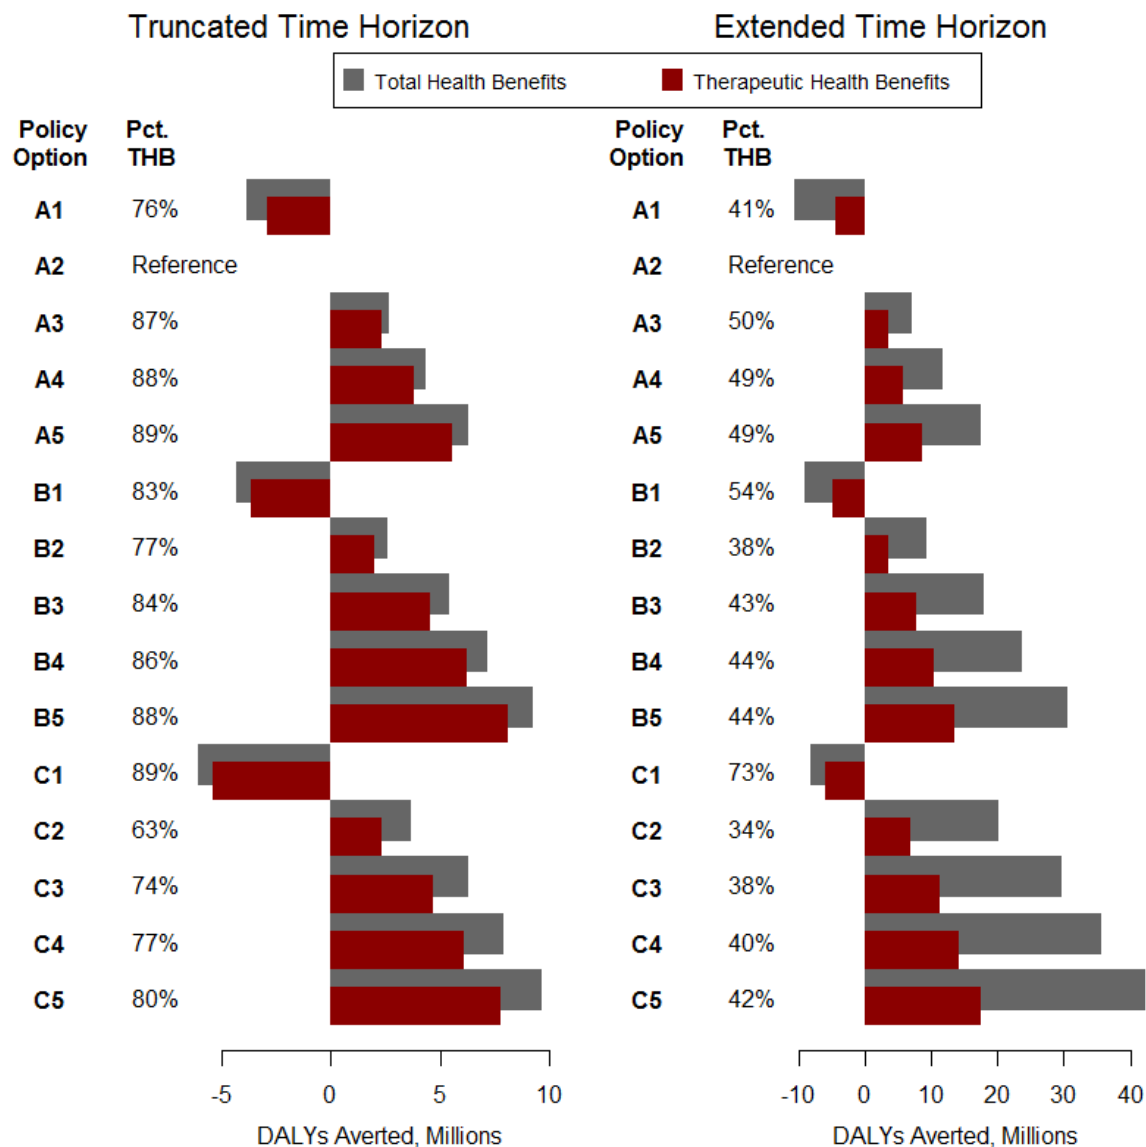 Truncated Time Horizon Extended Time Horizon
Total Health Benefits Therapeutic Health Benefits
Policy Pct. Policy Pct.
Option THB Option THB
A1 76% A1 41%
A2 Reference A2 Reference
A3 87% A3 50%
A4 88% A4 49%
A5 89% A5 49%
B1 83% B1 54%
B2 77% B2 38%
B3 84% B3 43%
B4 86% B4 44%
B5 88% B5 44%
C1 89% C1 73%
C2 63% C2 34%
C3 74% C3 38%
C4 77% C4 40%
C5 80% C5 42%
-5 0 5 10 -10 0 10 20 30 40
DALYs Averted, Millions DALYs Averted, Millions